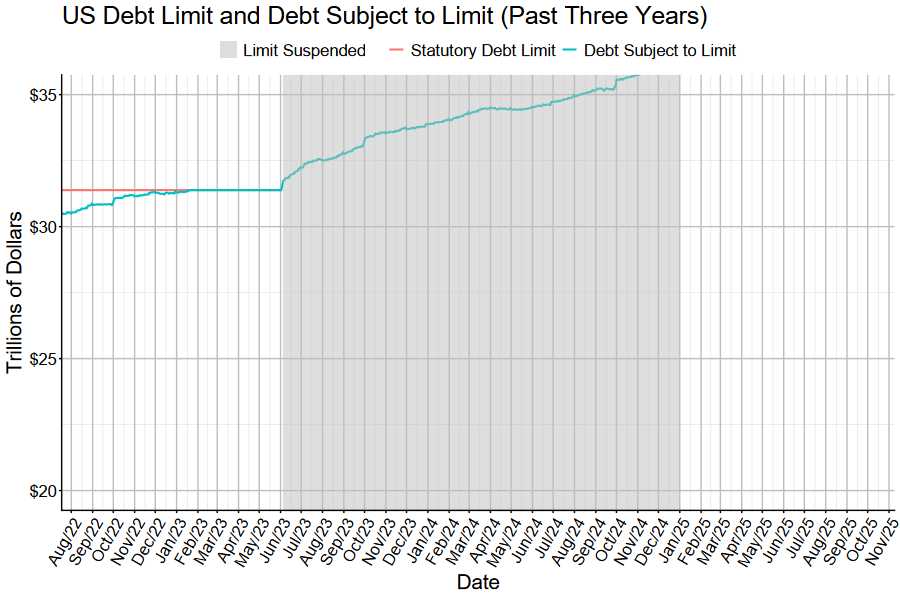 US Debt Limit and Debt Subject to Limit (Past Three Years)
Limit Suspended Statutory Debt Limit Debt Subject to Limit
Trillions of Dollars
$35
$30
$25
$20
Aug/22 Sep/22 Oct/22 Nov/22 Dec/22 Jan/23 Feb/23 Mar/23 Apr/23 May/23 Jun/23 Jul/23 Aug/23 Sep/23 Oct/23 Nov/23 Dec/23 Jan/24 Feb/24 Mar/24 Apr/24 May/24 Jun/24 Jul/24 Aug/24 Sep/24 Oct/24 Nov/24 Dec/24 Jan/25 Feb/25 Mar/25 Apr/25 May/25 Jun/25 Jul/25 Aug/25 Sep/25 Oct/25 Nov/25
Date